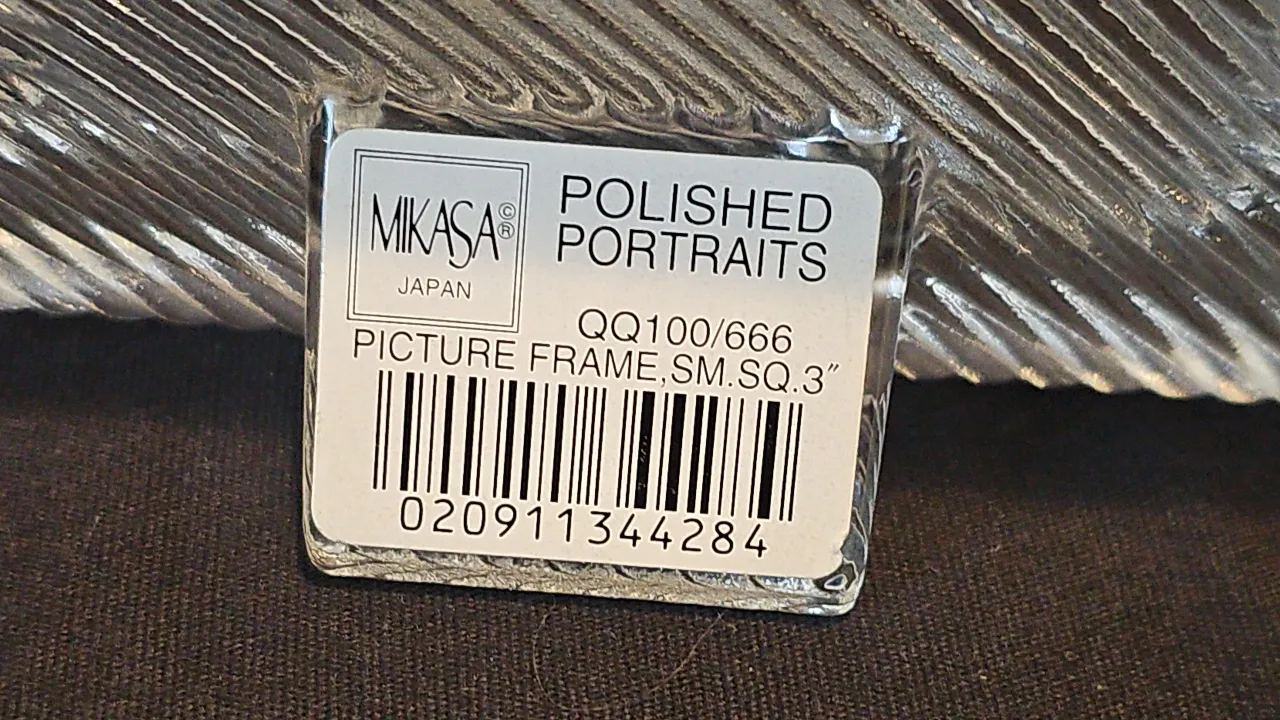 MIKASA©®
JAPAN
POLISHED
PORTRAITS
QQ100/666
PICTURE FRAME,SM.SQ.3″
020911344284